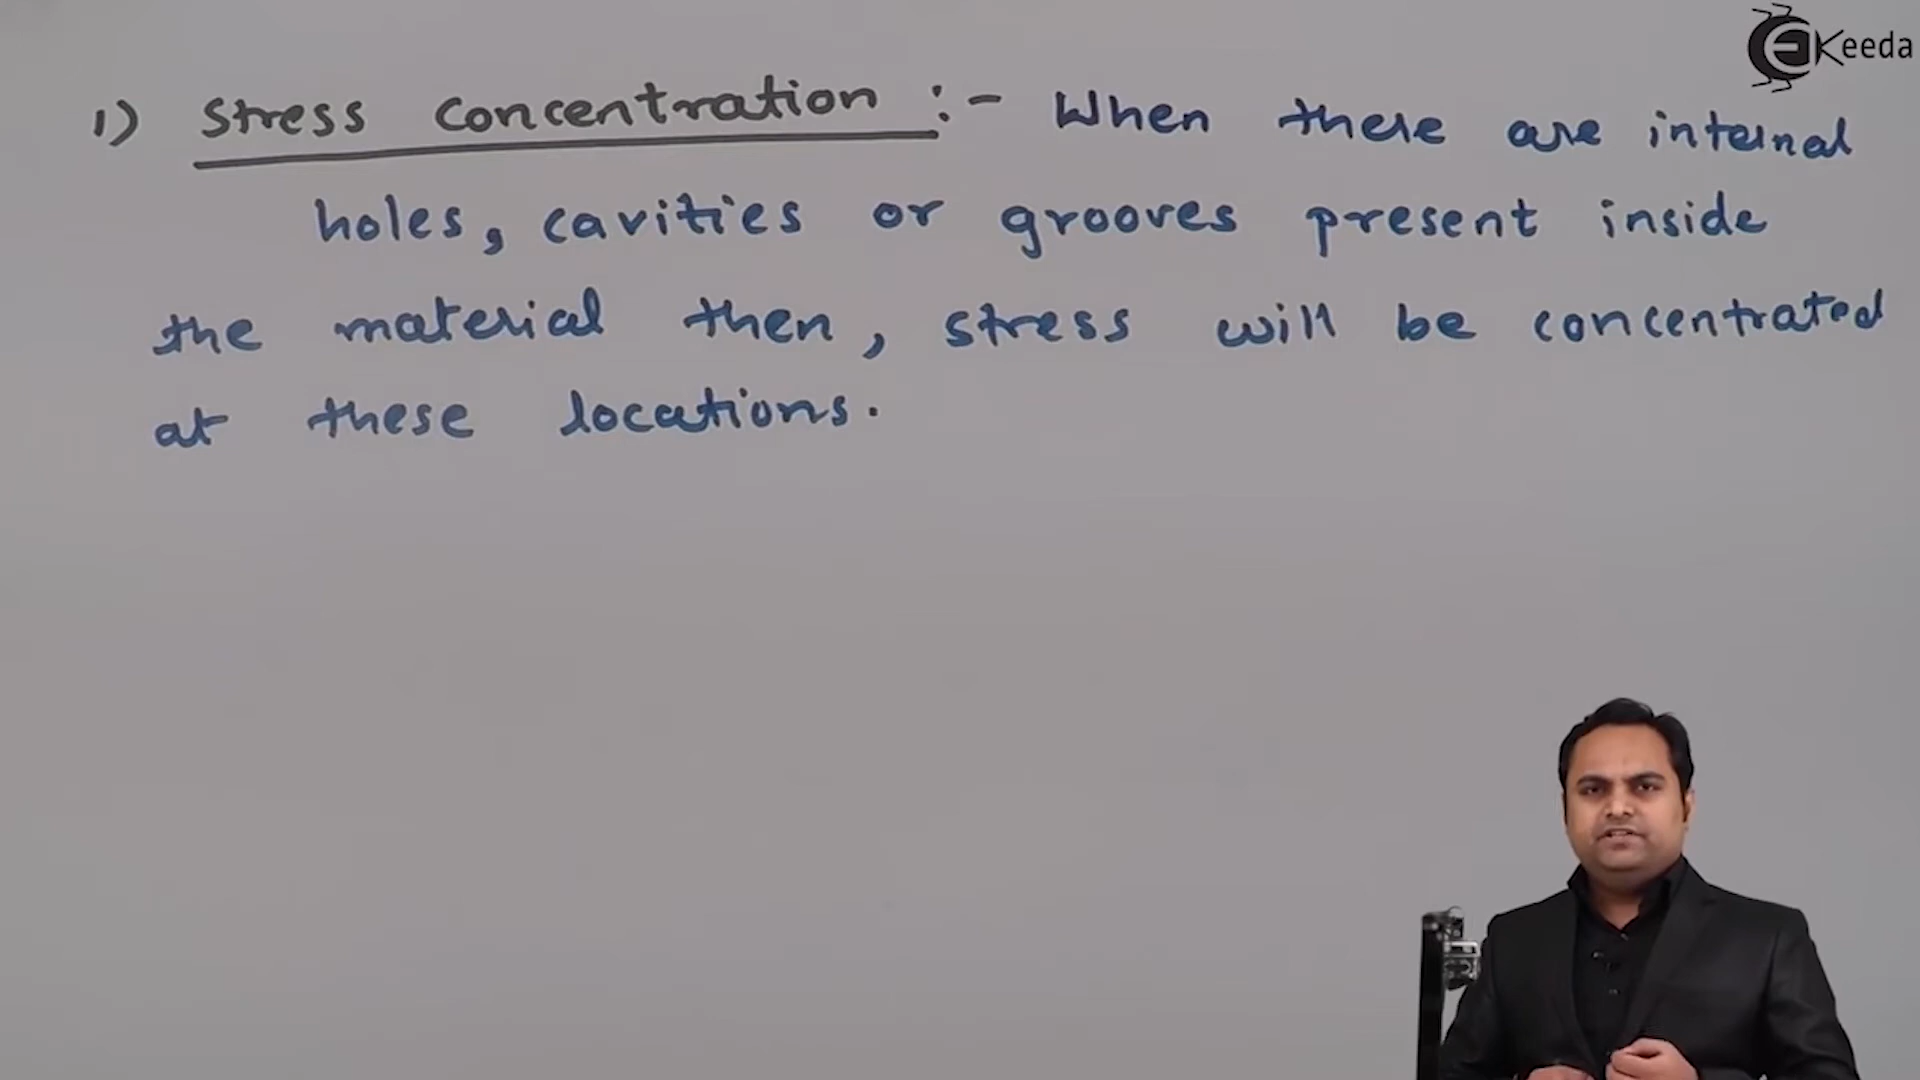 Ekeeda
1) Stress Concentration :- When there are internal
holes, cavities or grooves present inside
the material then, stress will be concentrated
at these locations.